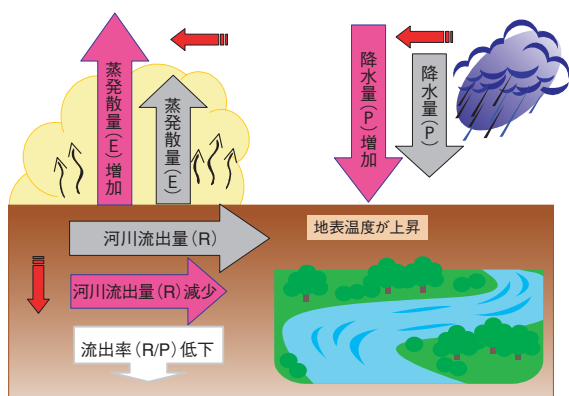 蒸発散量(E)増加
蒸発散量(E)
降水量(P)増加
降水量(P)
河川流出量(R)
地表温度が上昇
河川流出量(R)減少
流出率(R/P)低下